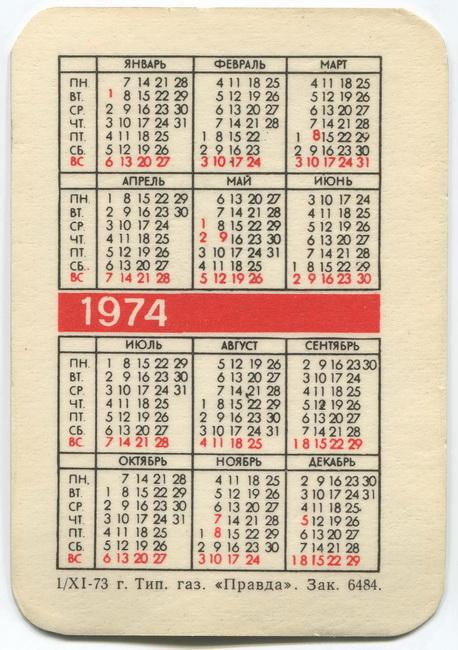 ЯНВАРЬ ФЕВРАЛЬ МАРТ
ПН. 7 14 21 28 4 11 18 25 4 11 18 25
ВТ. 1 8 15 22 29 5 12 19 26 5 12 19 26
СР. 2 9 16 23 30 6 13 20 27 6 13 20 27
ЧТ. 3 10 17 24 31 7 14 21 28 7 14 21 28
ПТ. 4 11 18 25 1 8 15 22 1 8 15 22 29
СБ. 5 12 19 26 2 9 16 23 2 9 16 23 30
ВС 6 13 20 27 3 10 17 24 3 10 17 24 31
АПРЕЛЬ МАЙ ИЮНЬ
ПН. 1 8 15 22 29 6 13 20 27 3 10 17 24
ВТ. 2 9 16 23 30 7 14 21 28 4 11 18 25
СР. 3 10 17 24 1 8 15 22 29 5 12 19 26
ЧТ. 4 11 18 25 2 9 16 23 30 6 13 20 27
ПТ. 5 12 19 26 3 10 17 24 31 7 14 21 28
СБ. 6 13 20 27 4 11 18 25 1 8 15 22 29
ВС 7 14 21 28 5 12 19 26 2 9 16 23 30
1974
ИЮЛЬ АВГУСТ СЕНТЯБРЬ
ПН. 1 8 15 22 29 5 12 19 26 2 9 16 23 30
ВТ. 2 9 16 23 30 6 13 20 27 3 10 17 24
СР. 3 10 17 24 31 7 14 21 28 4 11 18 25
ЧТ. 4 11 18 25 1 8 15 22 29 5 12 19 26
ПТ. 5 12 19 26 2 9 16 23 30 6 13 20 27
СБ. 6 13 20 27 3 10 17 24 31 7 14 21 28
ВС 7 14 21 28 4 11 18 25 1 8 15 22 29
ОКТЯБРЬ НОЯБРЬ ДЕКАБРЬ
ПН. 7 14 21 28 4 11 18 25 2 9 16 23 30
ВТ. 1 8 15 22 29 5 12 19 26 3 10 17 24 31
СР. 2 9 16 23 30 6 13 20 27 4 11 18 25
ЧТ. 3 10 17 24 31 7 14 21 28 5 12 19 26
ПТ. 4 11 18 25 1 8 15 22 29 6 13 20 27
СБ. 5 12 19 26 2 9 16 23 30 7 14 21 28
ВС 6 13 20 27 3 10 17 24 1 8 15 22 29
1/XI-73 г. Тип. газ. «Правда». Зак. 6484.